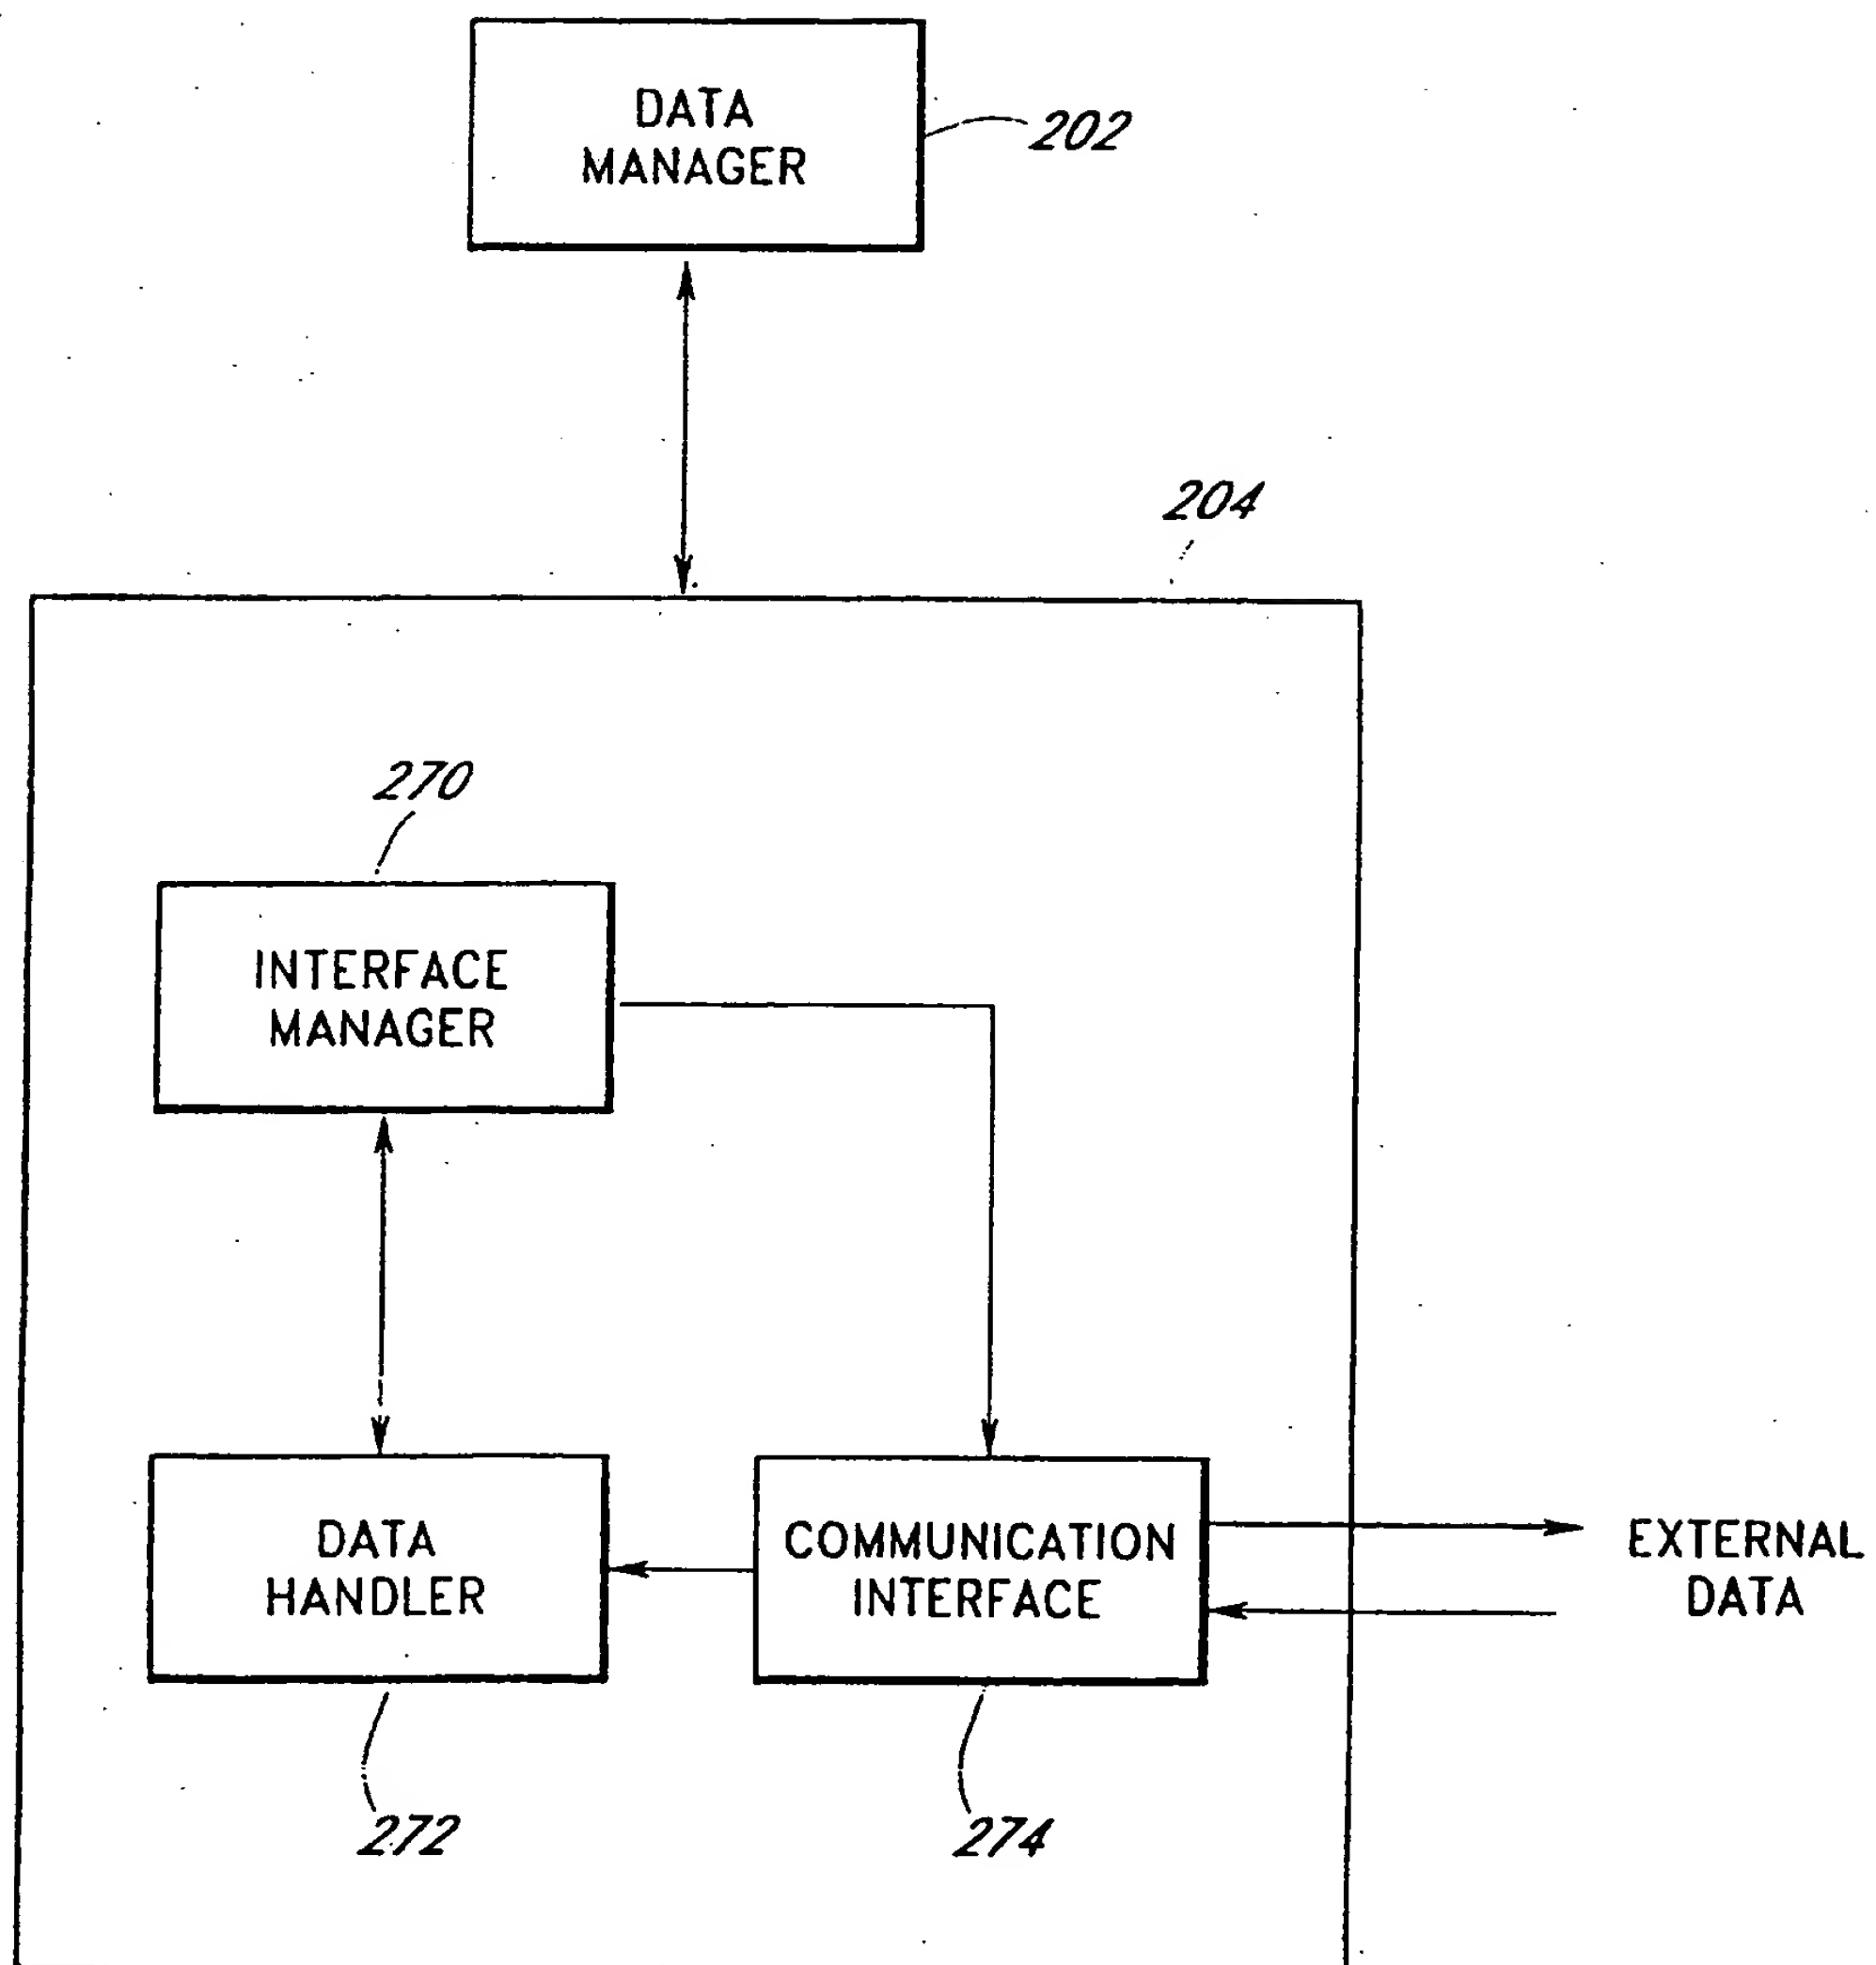 DATA
MANAGER
202
204
270
INTERFACE
MANAGER
DATA
HANDLER
COMMUNICATION
INTERFACE
EXTERNAL
DATA
272
274